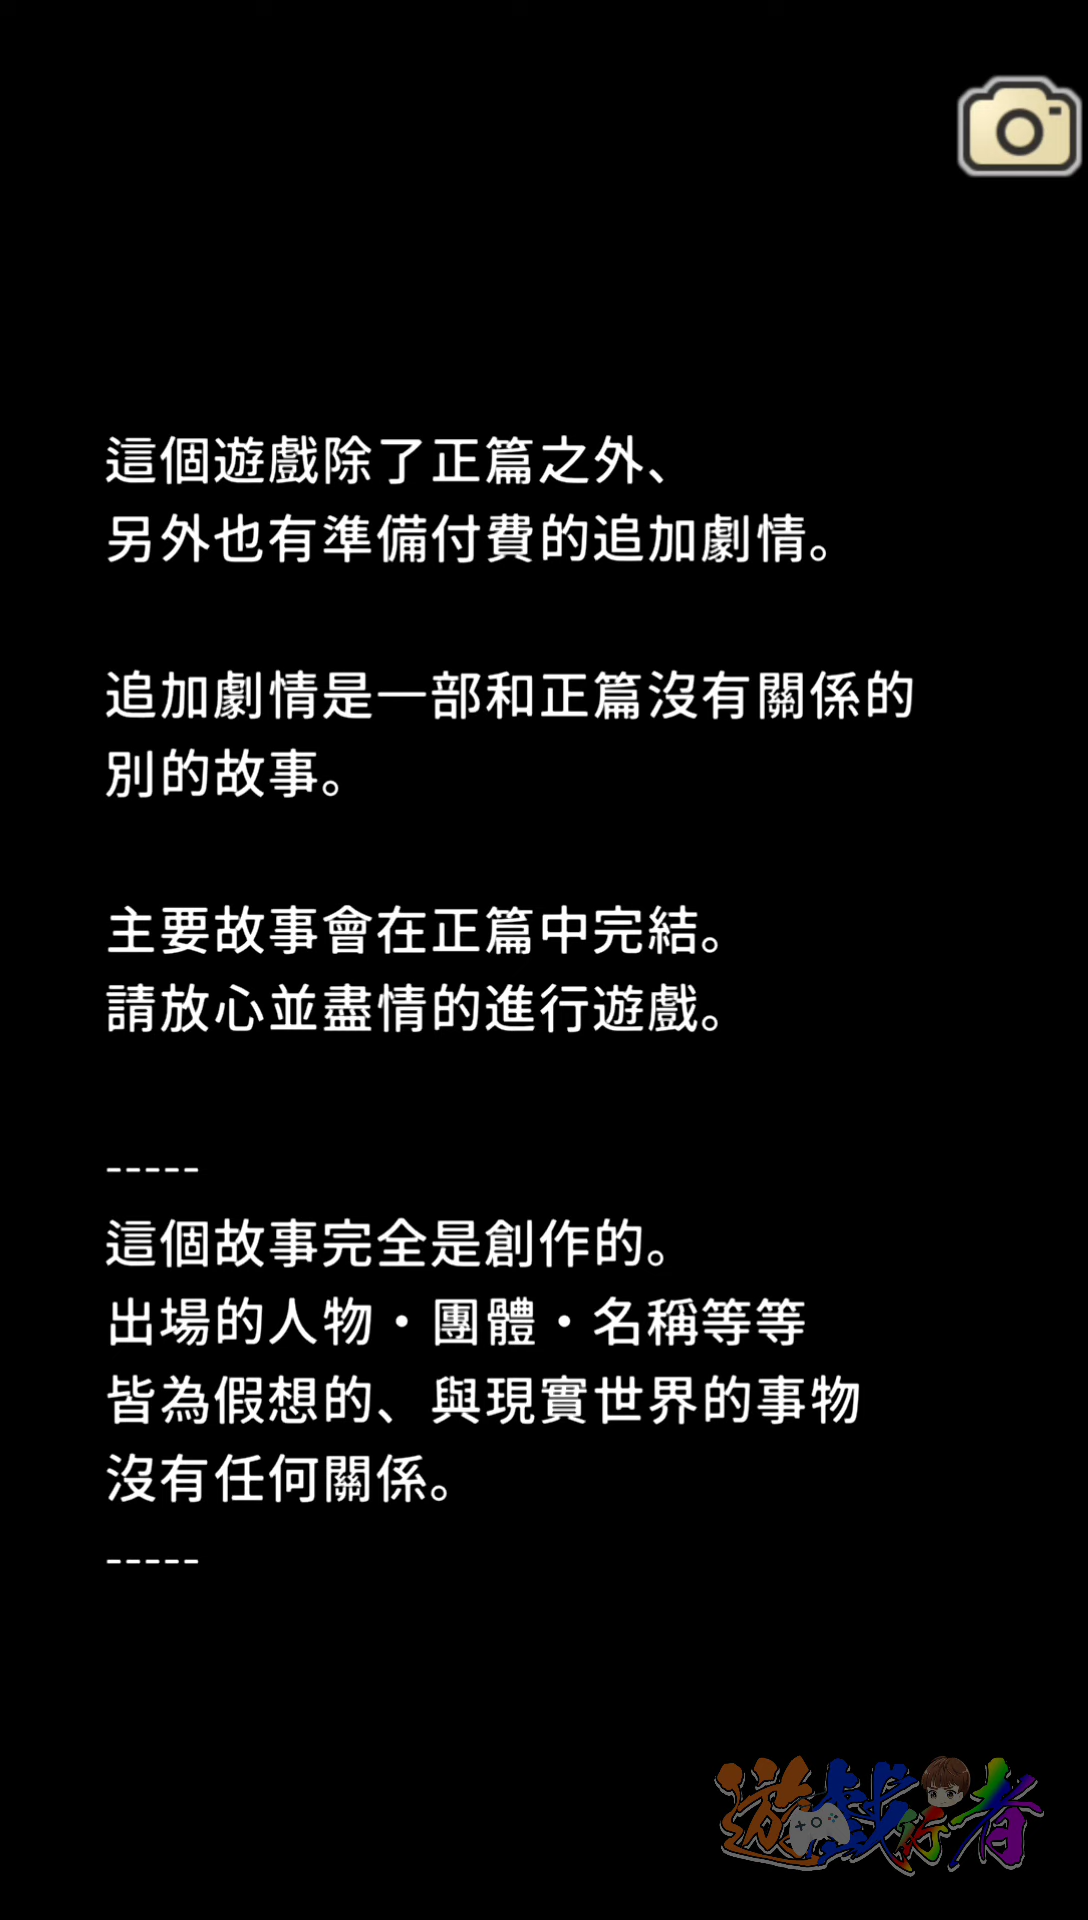 這個遊戲除了正篇之外、
另外也有準備付費的追加劇情。
追加劇情是一部和正篇沒有關係的
別的故事。
主要故事會在正篇中完結。
請放心並盡情的進行遊戲。
-----
這個故事完全是創作的。
出場的人物・團體・名稱等等
皆為假想的、與現實世界的事物
沒有任何關係。
-----
遊戲行者